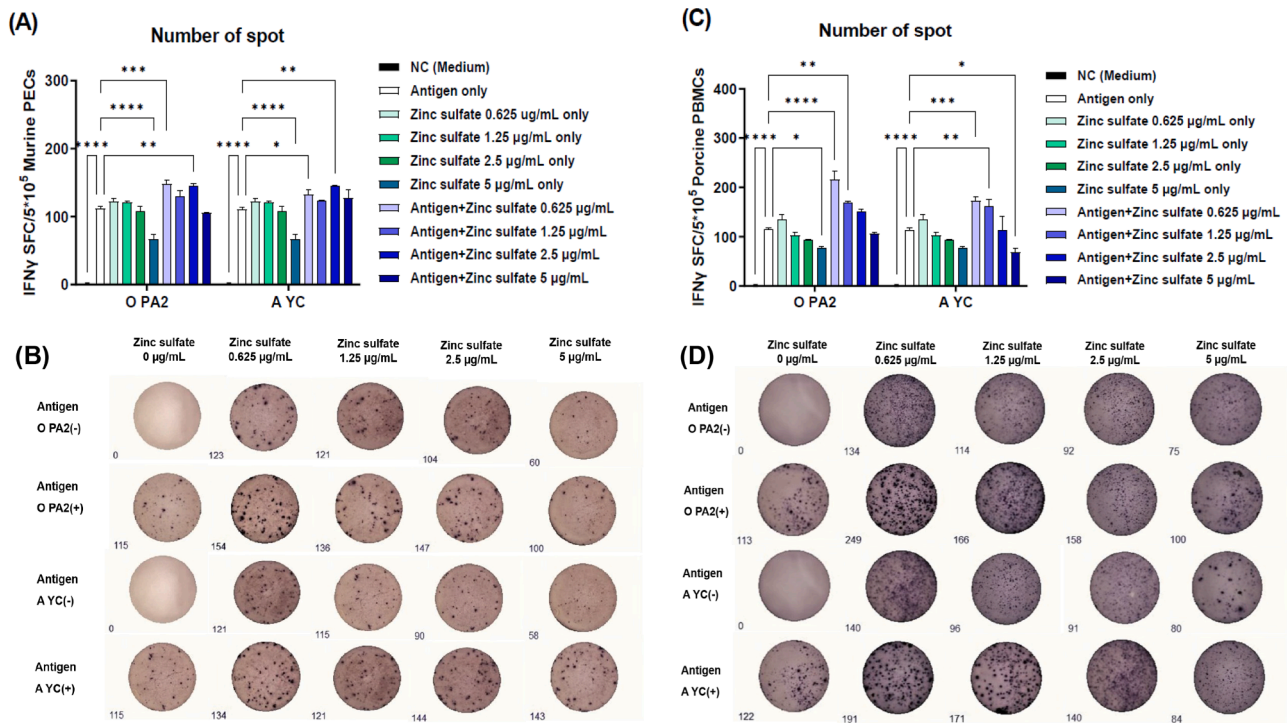 (A)
Number of spot
IFNγ SFC/5*10⁵ Murine PECs
300
200
150
100
50
0
***
**
****
****
****
**
****
*
O PA2
A YC
NC (Medium)
Antigen only
Zinc sulfate 0.625 ug/mL only
Zinc sulfate 1.25 µg/mL only
Zinc sulfate 2.5 µg/mL only
Zinc sulfate 5 µg/mL only
Antigen+Zinc sulfate 0.625 µg/mL
Antigen+Zinc sulfate 1.25 µg/mL
Antigen+Zinc sulfate 2.5 µg/mL
Antigen+Zinc sulfate 5 µg/mL
(C)
Number of spot
IFNγ SFC/5*10⁵ Porcine PBMCs
400
300
200
100
0
**
*
****
***
****
*
****
**
O PA2
A YC
NC (Medium)
Antigen only
Zinc sulfate 0.625 µg/mL only
Zinc sulfate 1.25 µg/mL only
Zinc sulfate 2.5 µg/mL only
Zinc sulfate 5 µg/mL only
Antigen+Zinc sulfate 0.625 µg/mL
Antigen+Zinc sulfate 1.25 µg/mL
Antigen+Zinc sulfate 2.5 µg/mL
Antigen+Zinc sulfate 5 µg/mL
(B)
Zinc sulfate
0 µg/mL
Zinc sulfate
0.625 µg/mL
Zinc sulfate
1.25 µg/mL
Zinc sulfate
2.5 µg/mL
Zinc sulfate
5 µg/mL
Antigen
O PA2(-)
0
123
121
104
60
Antigen
O PA2(+)
115
154
136
147
100
Antigen
A YC(-)
0
121
115
90
58
Antigen
A YC(+)
115
134
121
144
143
(D)
Zinc sulfate
0 µg/mL
Zinc sulfate
0.625 µg/mL
Zinc sulfate
1.25 µg/mL
Zinc sulfate
2.5 µg/mL
Zinc sulfate
5 µg/mL
Antigen
O PA2(-)
0
134
114
92
75
Antigen
O PA2(+)
113
249
166
158
100
Antigen
A YC(-)
0
140
96
91
80
Antigen
A YC(+)
122
191
171
140
84